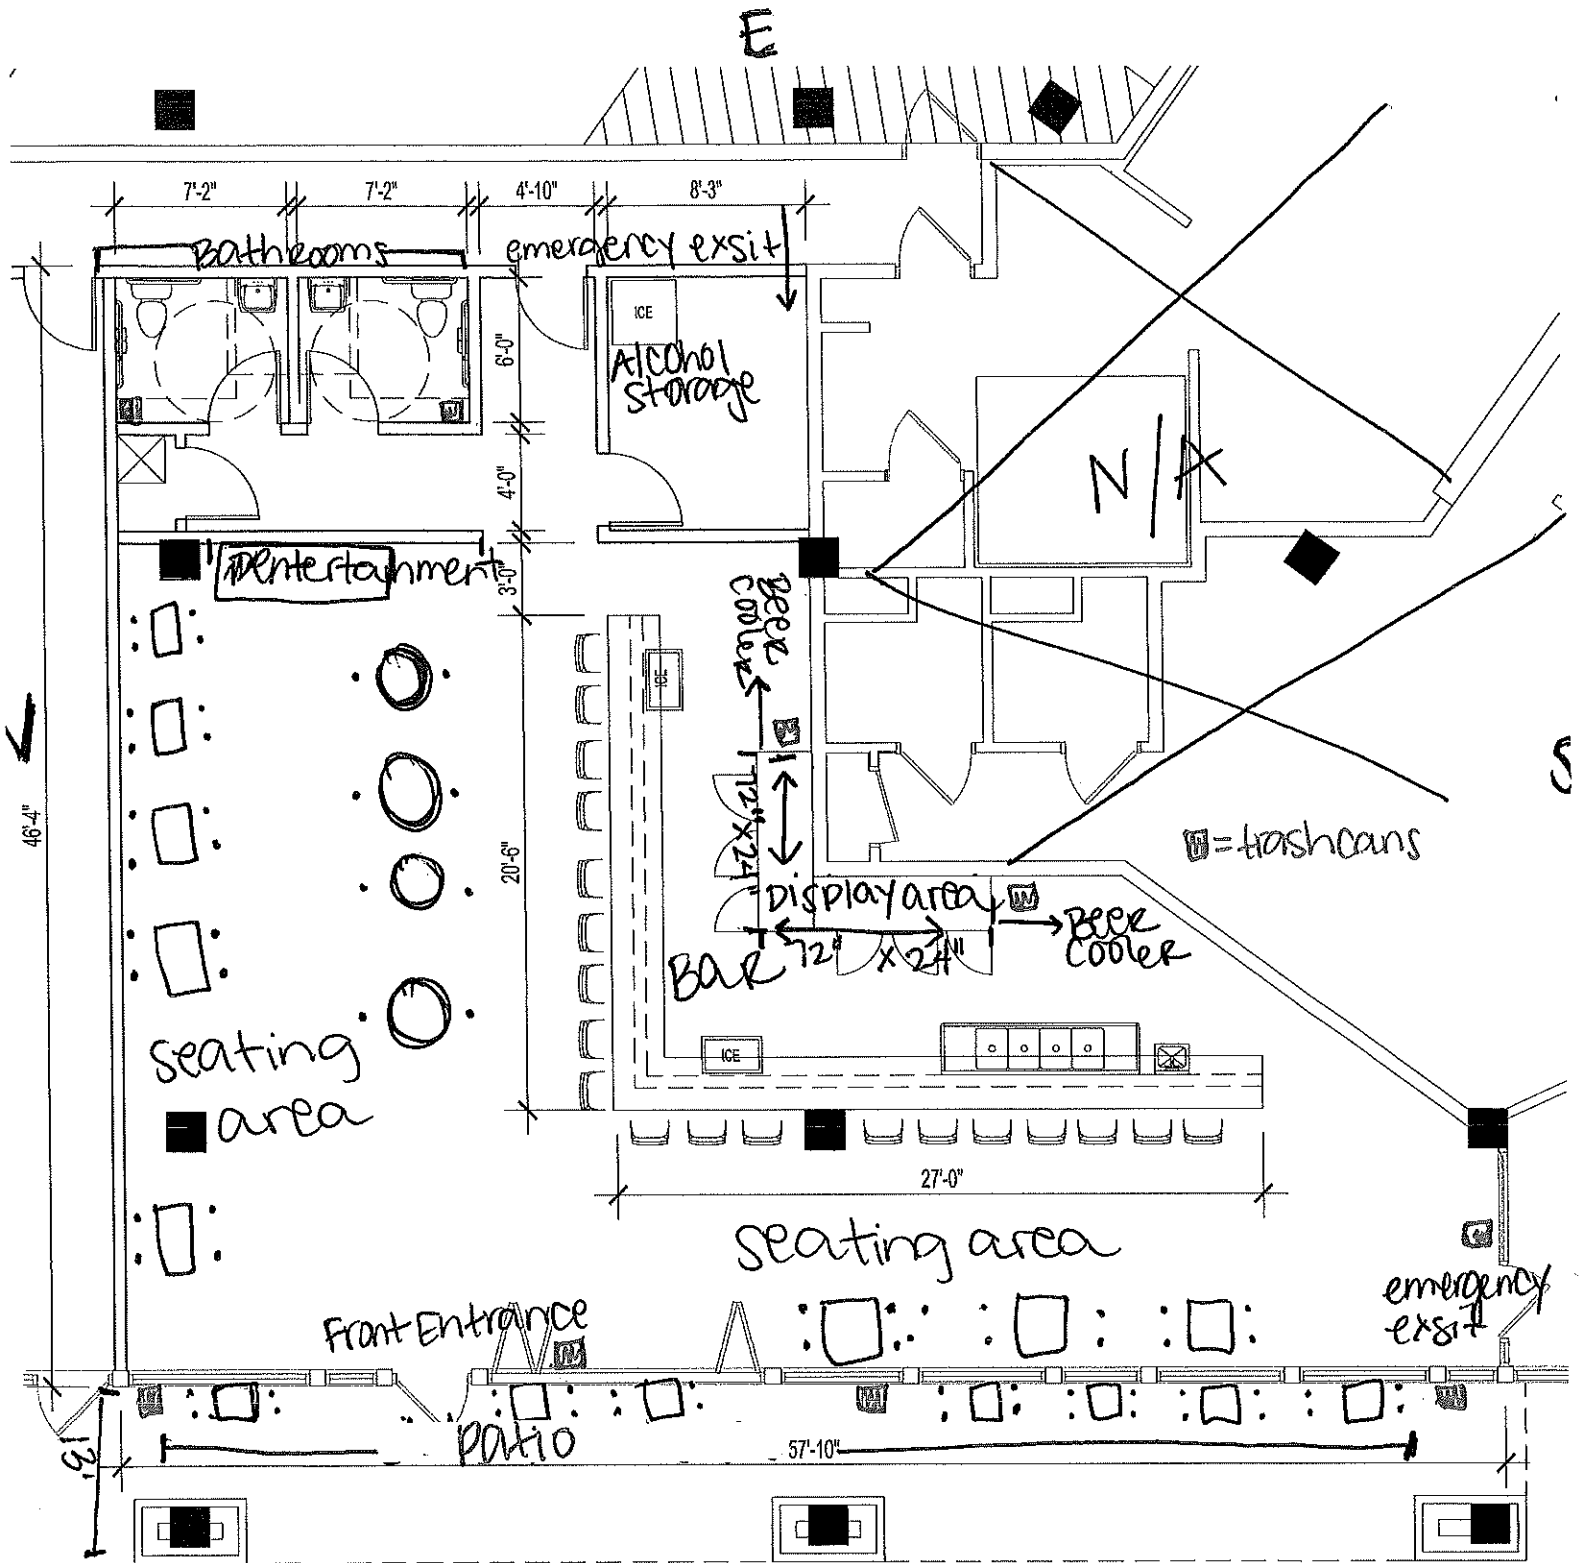 E
7'-2"
7'-2"
4'-10"
8'-3"
Bathrooms
emergency exsit
ICE
Alcohol
storage
6'-0"
4'-0"
3'-0"
N/A
entertainment
Beer
cooler
ICE
46'-4"
20'-6"
72" x 24"
S
= trashcans
Display area
72" x 24"
Beer
cooler
BAR
seating
area
ICE
27'-0"
seating area
emergency
exsit
Front Entrance
Patio
57'-10"
13'